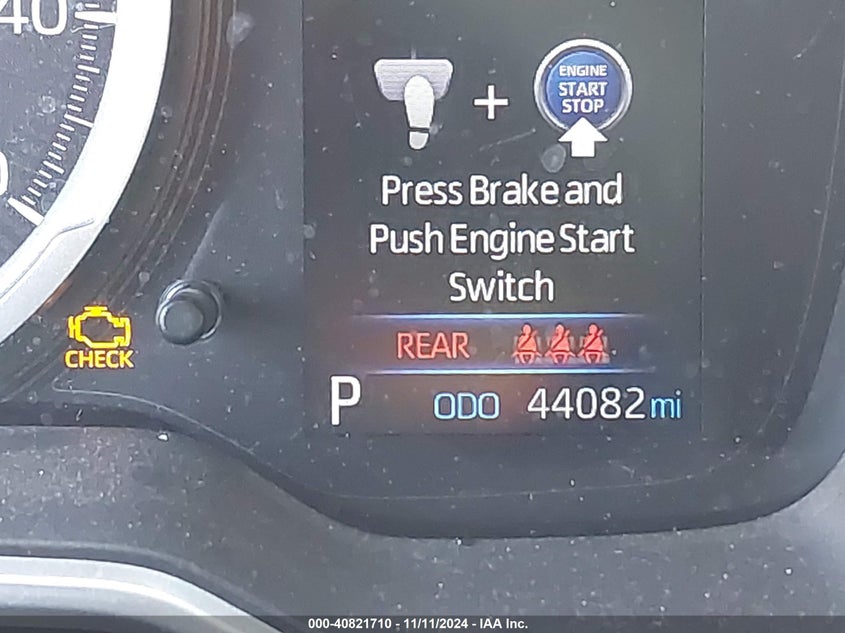 40
0
ENGINE
START
STOP
+
Press Brake and
Push Engine Start
Switch
CHECK
REAR
P ODO 44082 mi
000-40821710 - 11/11/2024 - IAA Inc.